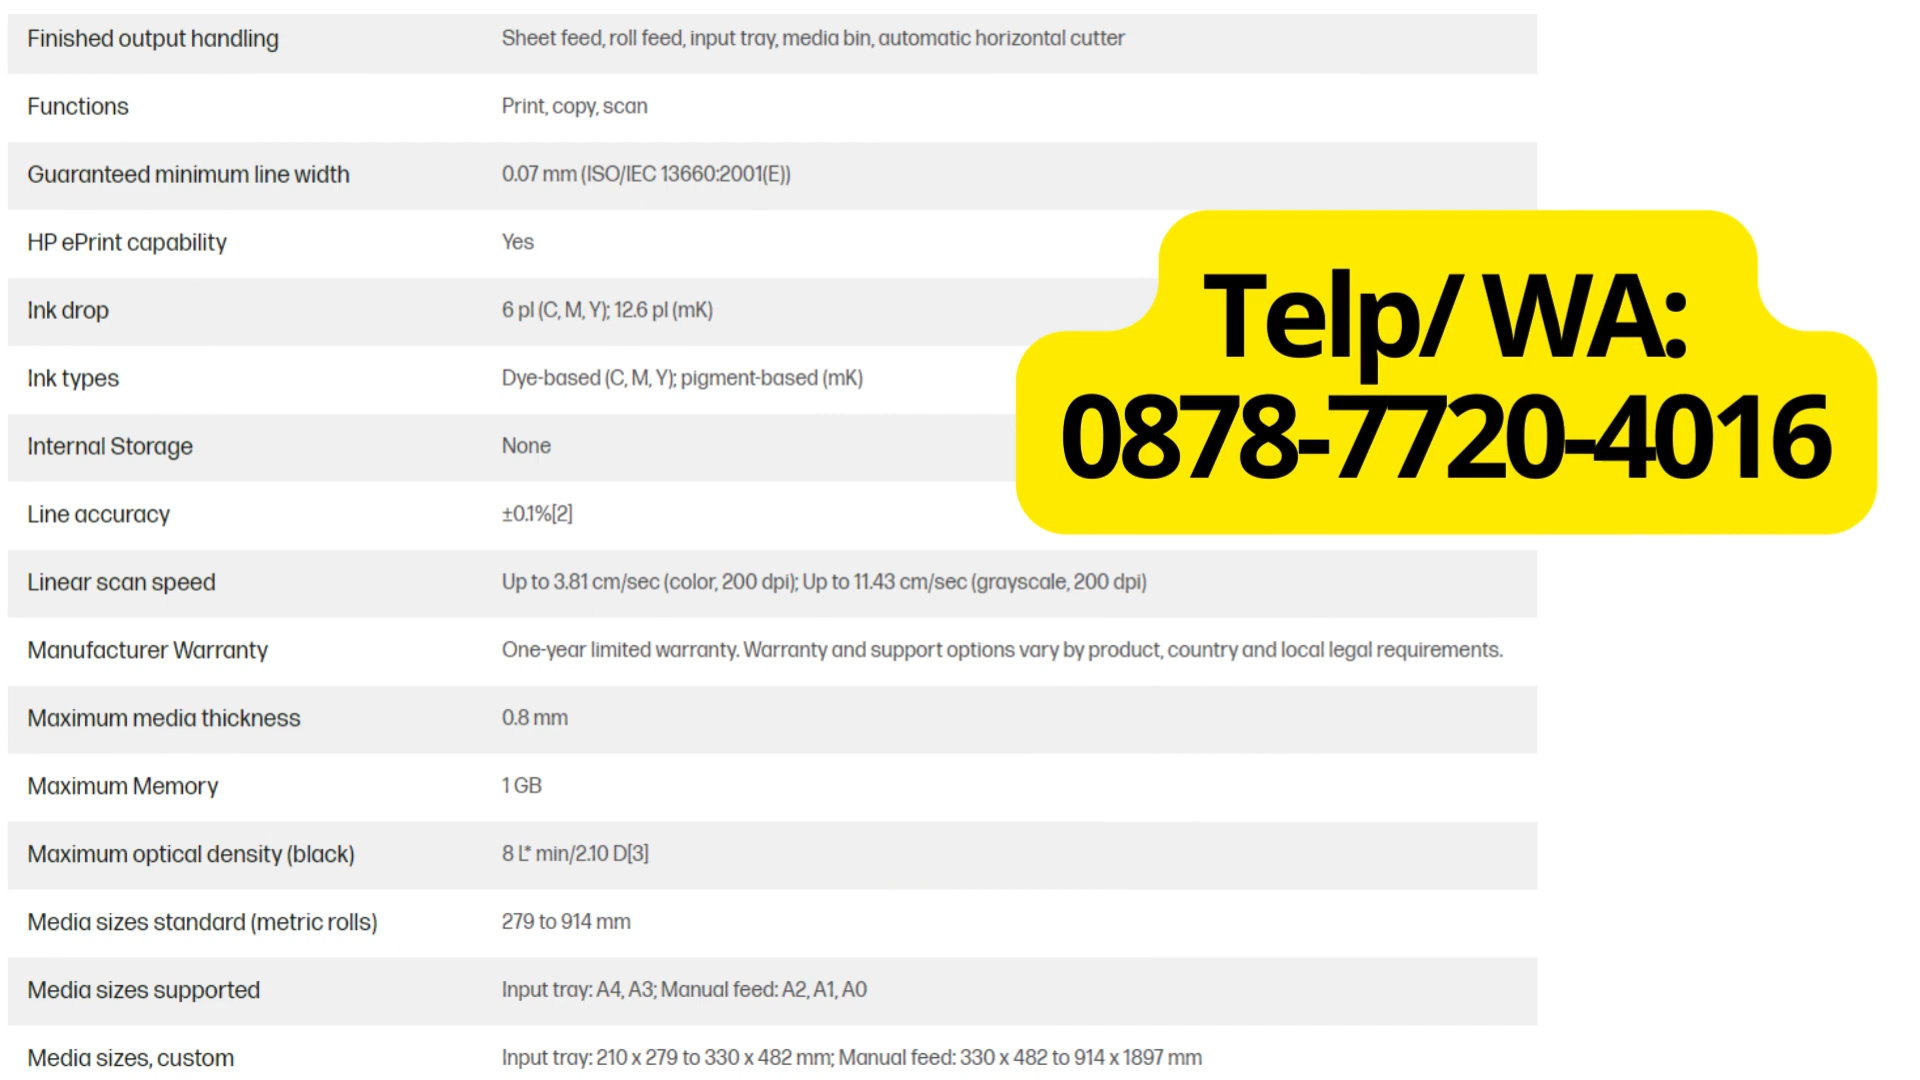 Finished output handling Sheet feed, roll feed, input tray, media bin, automatic horizontal cutter
Functions Print, copy, scan
Guaranteed minimum line width 0.07 mm (ISO/IEC 13660:2001(E))
HP ePrint capability Yes
Ink drop 6 pl (C, M, Y); 12.6 pl (mK)
Ink types Dye-based (C, M, Y); pigment-based (mK)
Internal Storage None
Line accuracy ±0.1%[2]
Linear scan speed Up to 3.81 cm/sec (color, 200 dpi); Up to 11.43 cm/sec (grayscale, 200 dpi)
Manufacturer Warranty One-year limited warranty. Warranty and support options vary by product, country and local legal requirements.
Maximum media thickness 0.8 mm
Maximum Memory 1 GB
Maximum optical density (black) 8 L* min/2.10 D[3]
Media sizes standard (metric rolls) 279 to 914 mm
Media sizes supported Input tray: A4, A3; Manual feed: A2, A1, A0
Media sizes, custom Input tray: 210 x 279 to 330 x 482 mm; Manual feed: 330 x 482 to 914 x 1897 mm
Telp/ WA:
0878-7720-4016